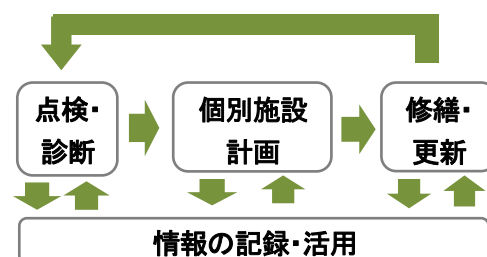 点検・
診断
個別施設
計画
修繕・
更新
情報の記録・活用